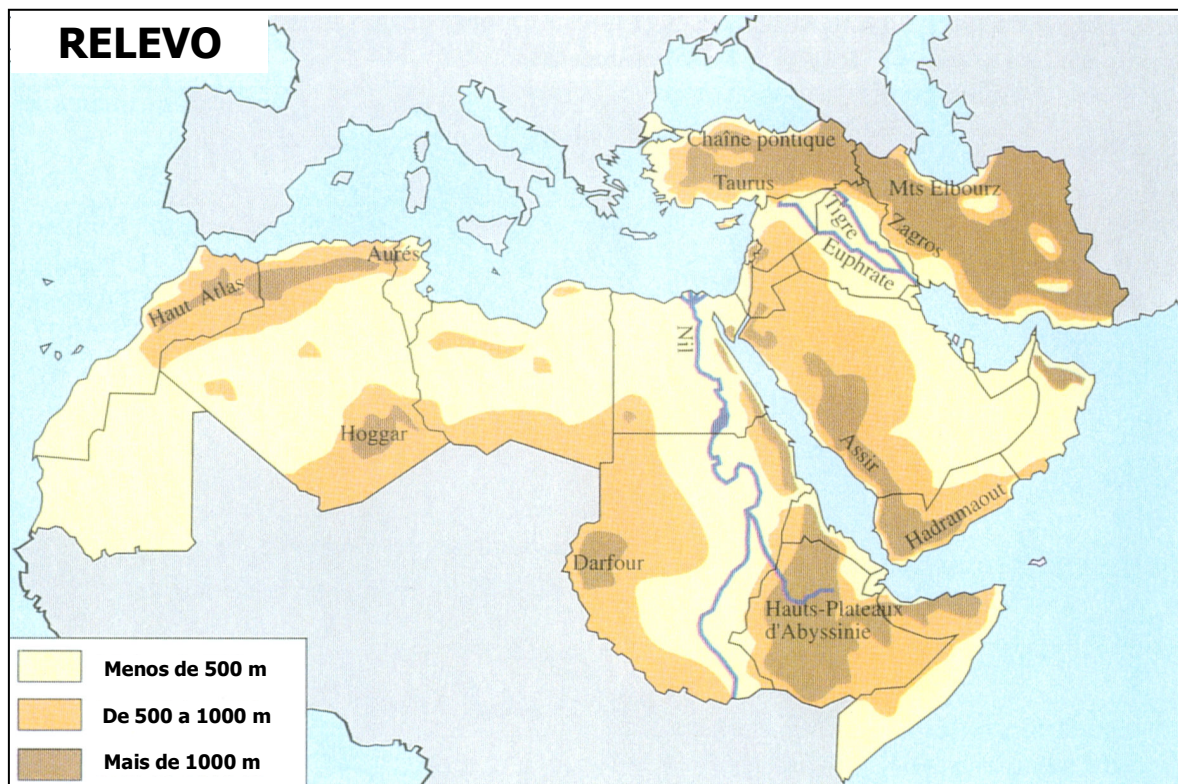 RELEVO
Chaîne pontique
Taurus
Mts Elbourz
Tigre
Zagros
Euphrate
Aurés
Haut Atlas
Nil
Hoggar
Assir
Hadramaout
Darfour
Hauts-Plateaux
d'Abyssinie
Menos de 500 m
De 500 a 1000 m
Mais de 1000 m